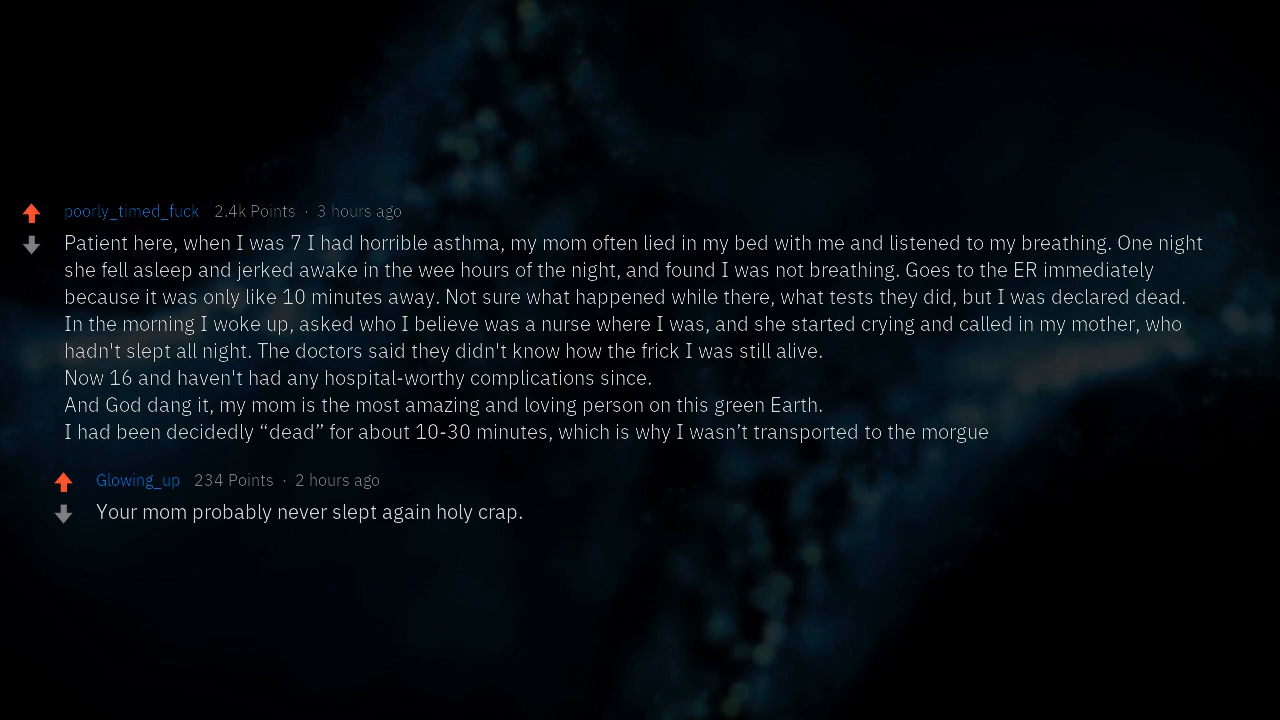 poorly_timed_fuck 2.4k Points · 3 hours ago
Patient here, when I was 7 I had horrible asthma, my mom often lied in my bed with me and listened to my breathing. One night
she fell asleep and jerked awake in the wee hours of the night, and found I was not breathing. Goes to the ER immediately
because it was only like 10 minutes away. Not sure what happened while there, what tests they did, but I was declared dead.
In the morning I woke up, asked who I believe was a nurse where I was, and she started crying and called in my mother, who
hadn't slept all night. The doctors said they didn't know how the frick I was still alive.
Now 16 and haven't had any hospital-worthy complications since.
And God dang it, my mom is the most amazing and loving person on this green Earth.
I had been decidedly “dead” for about 10-30 minutes, which is why I wasn’t transported to the morgue
Glowing_up 234 Points · 2 hours ago
Your mom probably never slept again holy crap.